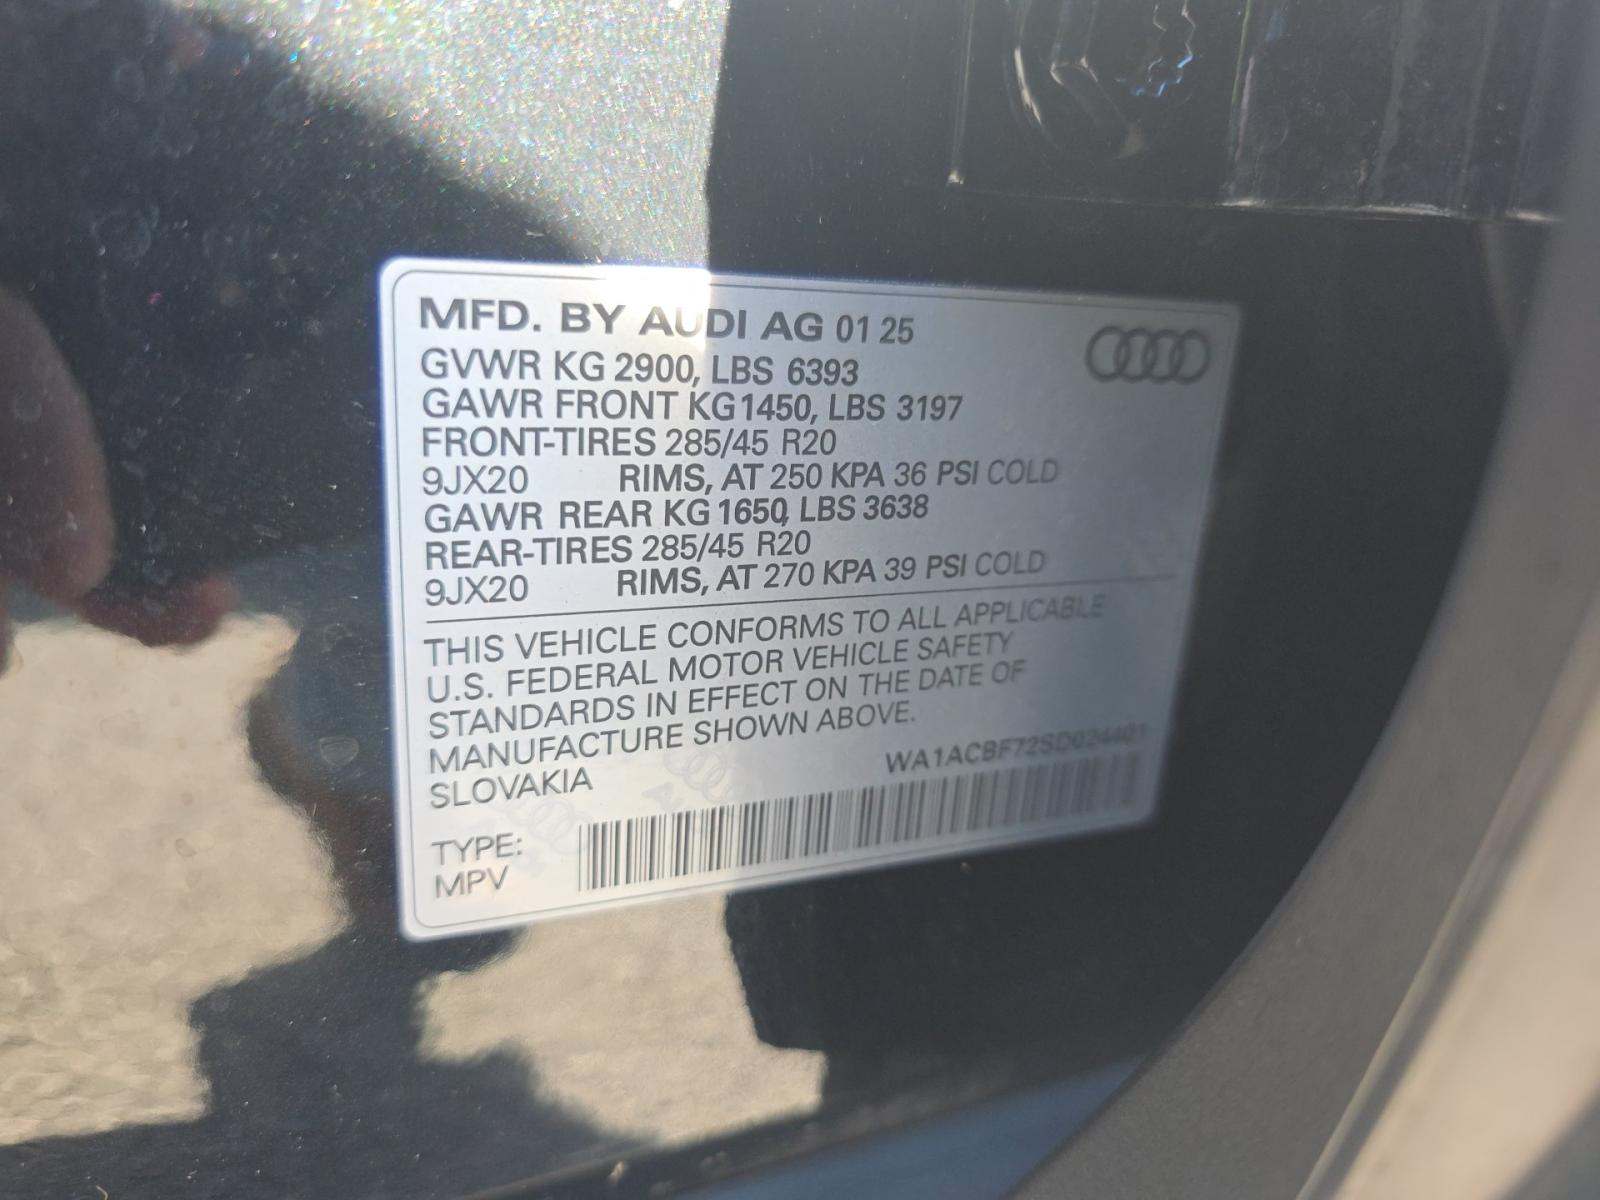 MFD. BY AUDI AG 01 25
GVWR KG 2900, LBS 6393
GAWR FRONT KG1450, LBS 3197
FRONT-TIRES 285/45 R20
9JX20 RIMS, AT 250 KPA 36 PSI COLD
GAWR REAR KG 1650, LBS 3638
REAR-TIRES 285/45 R20
9JX20 RIMS, AT 270 KPA 39 PSI COLD
THIS VEHICLE CONFORMS TO ALL APPLICABLE
U.S. FEDERAL MOTOR VEHICLE SAFETY
STANDARDS IN EFFECT ON THE DATE OF
MANUFACTURE SHOWN ABOVE.
SLOVAKIA WA1ACBF72SD024401
TYPE:
MPV